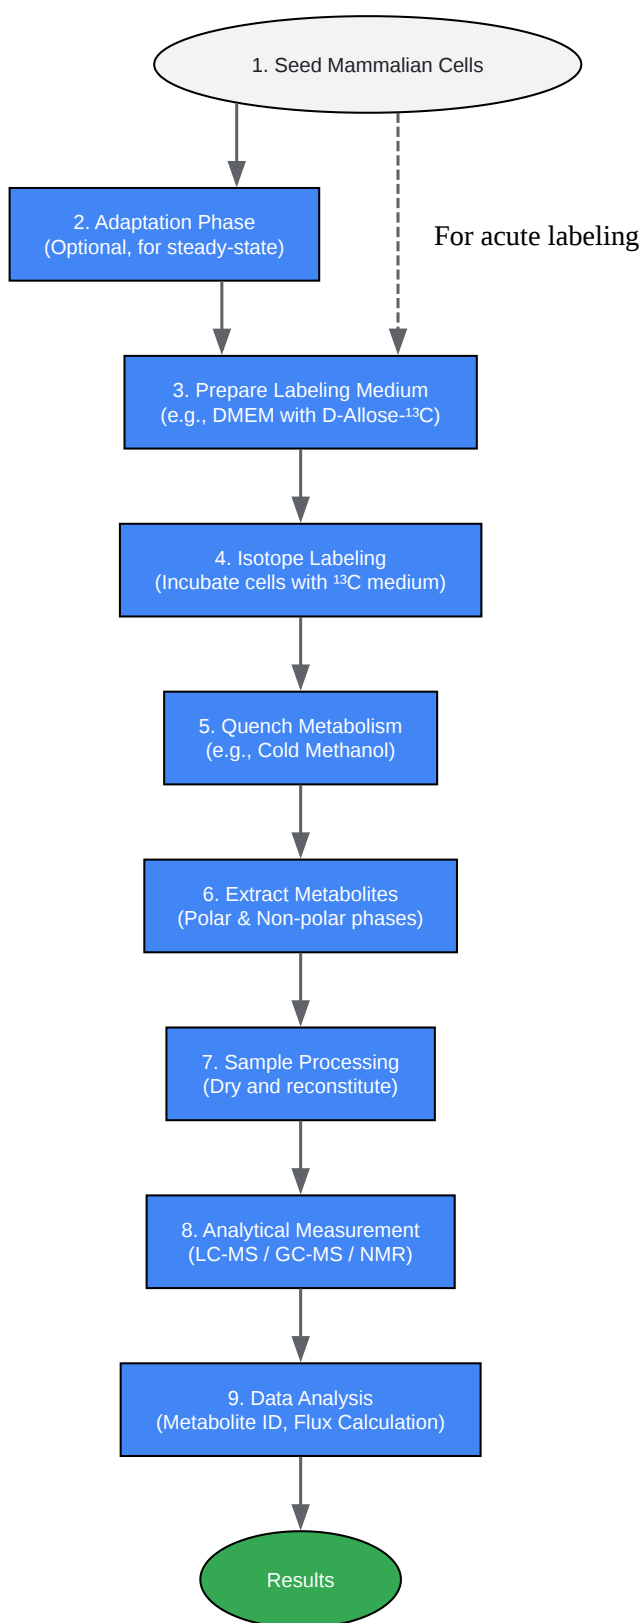 1. Seed Mammalian Cells
2. Adaptation Phase
(Optional, for steady-state)
For acute labeling
3. Prepare Labeling Medium
(e.g., DMEM with D-Allose-¹³C)
4. Isotope Labeling
(Incubate cells with ¹³C medium)
5. Quench Metabolism
(e.g., Cold Methanol)
6. Extract Metabolites
(Polar & Non-polar phases)
7. Sample Processing
(Dry and reconstitute)
8. Analytical Measurement
(LC-MS / GC-MS / NMR)
9. Data Analysis
(Metabolite ID, Flux Calculation)
Results